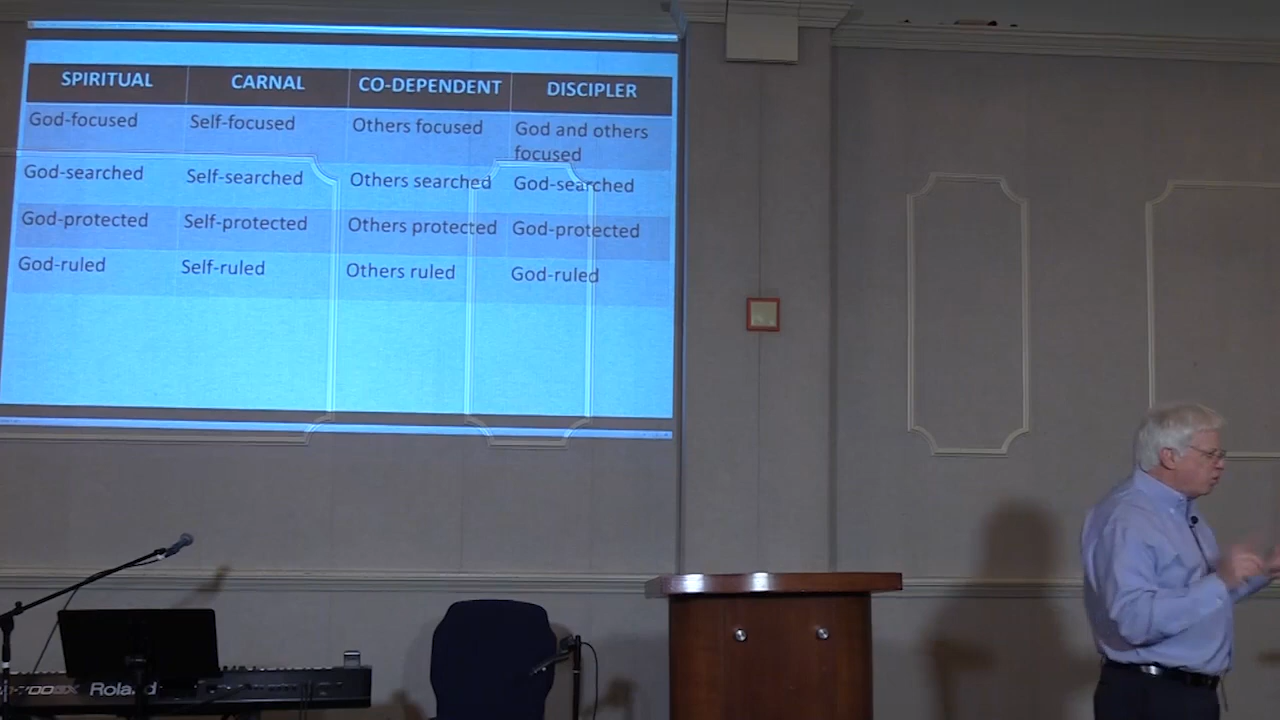 SPIRITUAL CARNAL CO-DEPENDENT DISCIPLER
God-focused Self-focused Others focused God and others
focused
God-searched Self-searched Others searched God-searched
God-protected Self-protected Others protected God-protected
God-ruled Self-ruled Others ruled God-ruled
Roland